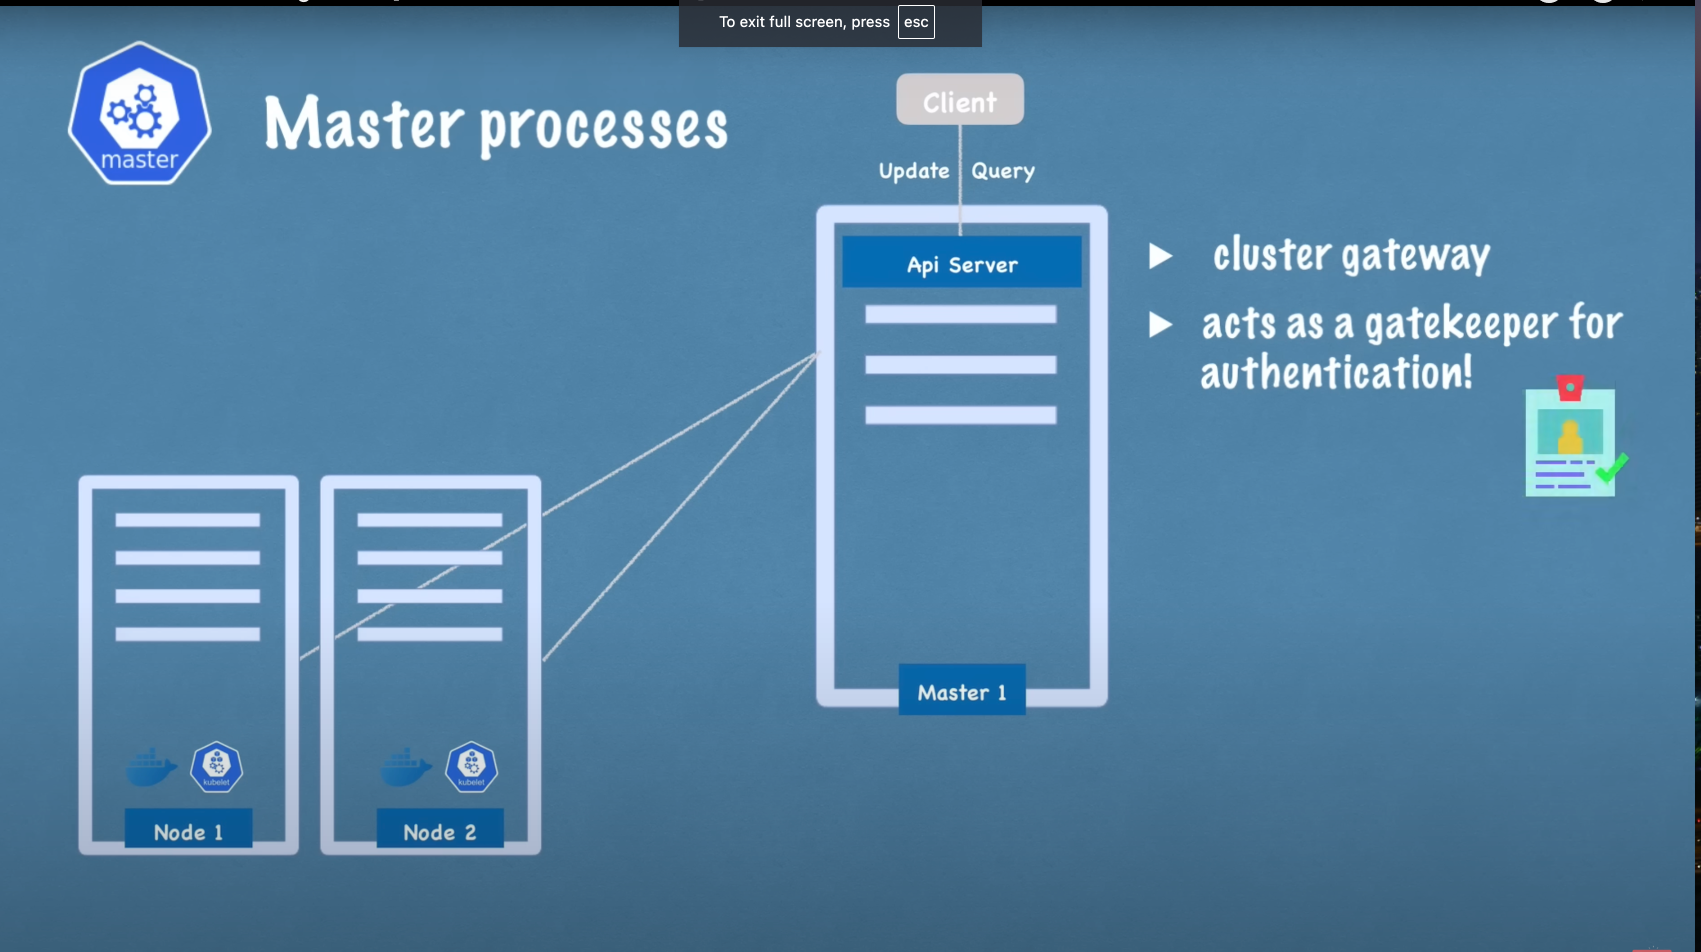 To exit full screen, press esc
master
Master processes
Client
Update Query
Api Server
cluster gateway
acts as a gatekeeper for
authentication!
Master 1
kubelet
kubelet
Node 1
Node 2